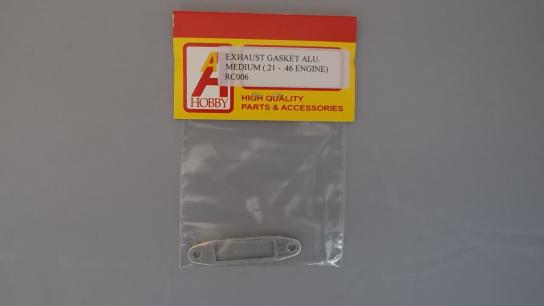 EXHAUST GASKET ALU.
MEDIUM (.21 - .46 ENGINE)
RC006
A
A
HOBBY
HIGH QUALITY
PARTS & ACCESSORIES